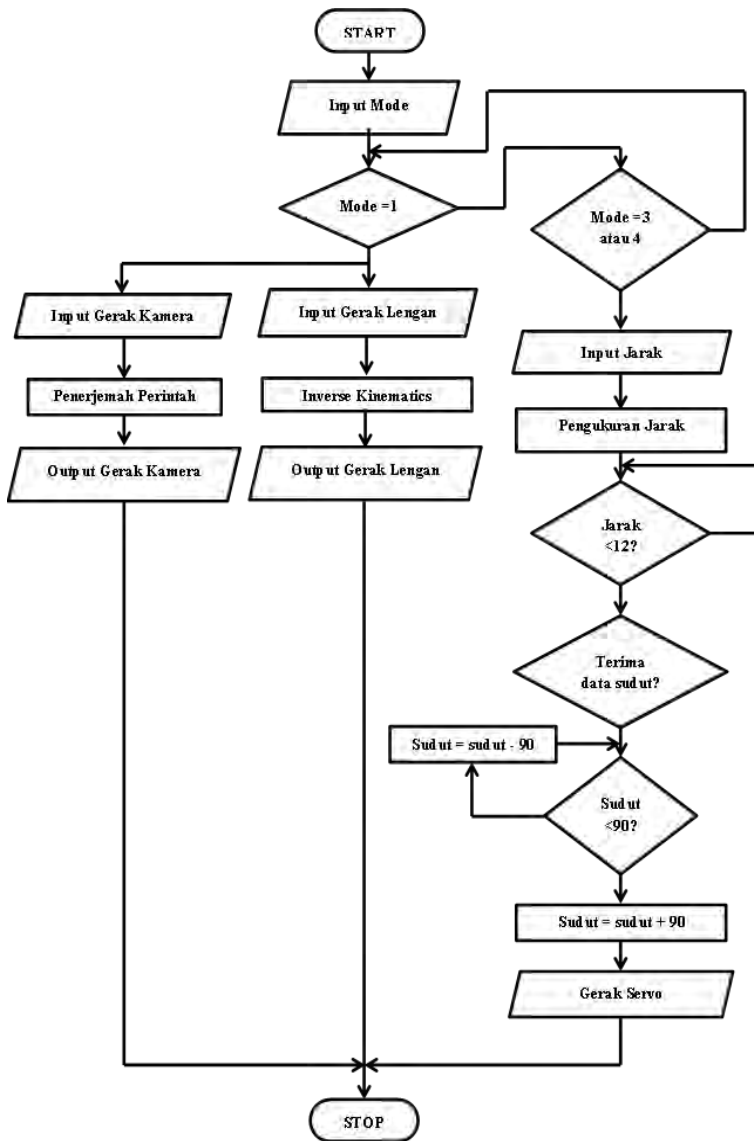 START
Input Mode
Mode =1
Mode =3
atau 4
Input Gerak Kamera
Input Gerak Lengan
Input Jarak
Penerjemah Perintah
Inverse Kinematics
Pengukuran Jarak
Output Gerak Kamera
Output Gerak Lengan
Jarak
<12?
Terima
data sudut?
Sudut = sudut - 90
Sudut
<90?
Sudut = sudut + 90
Gerak Servo
STOP